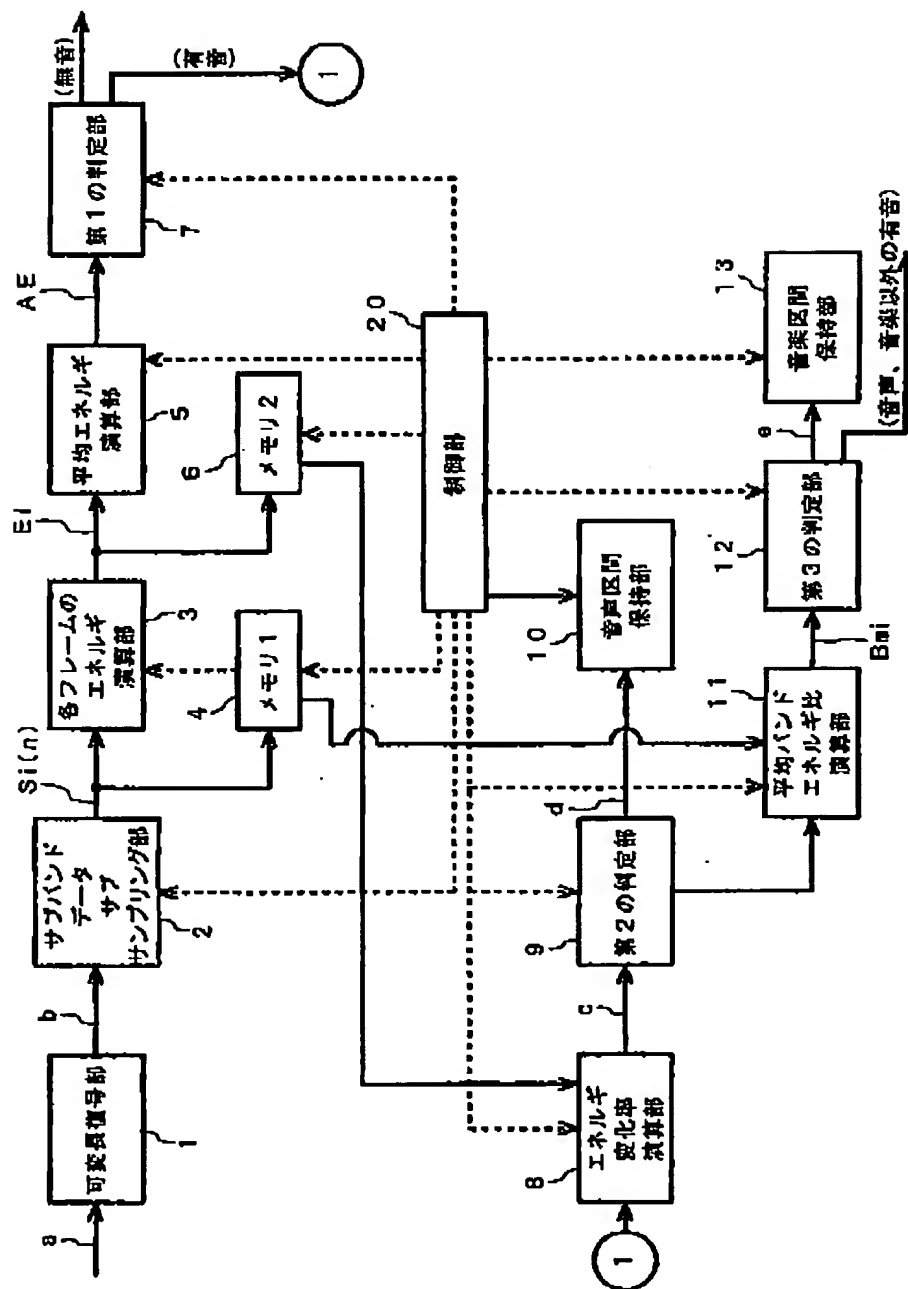 a
可変長復号部
1
b
サブバンド
データ
サブ
サンプリング部
2
Si(n)
各フレームの
エネルギ
演算部
3
Ei
平均エネルギ
演算部
5
AE
第1の判定部
7
(無音)
(有音)
1
メモリ1
4
メモリ2
6
制御部
20
1
エネルギ
変化率
演算部
8
c
第2の判定部
9
d
音声区間
保持部
10
平均バンド
エネルギ比
演算部
11
Bmi
第3の判定部
12
e
音楽区間
保持部
13
(音声、音楽以外の有音)